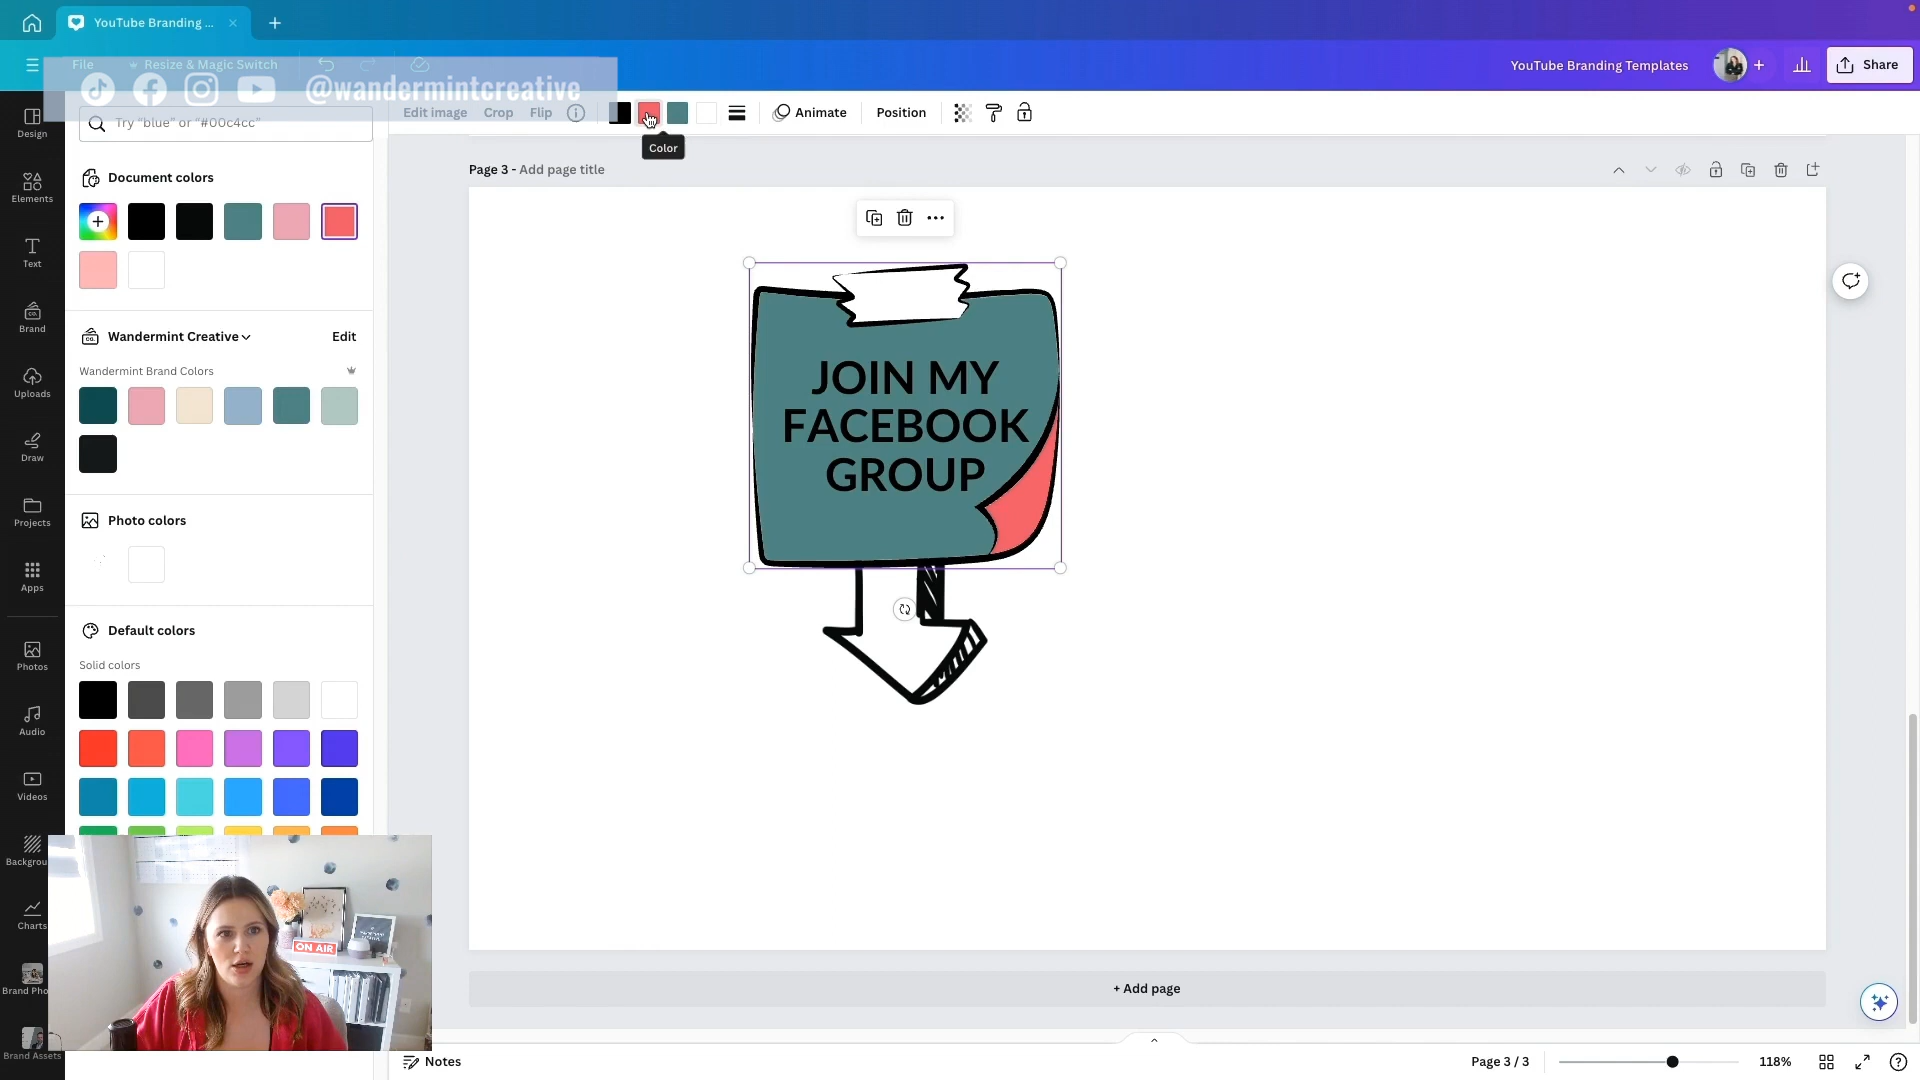 YouTube Branding ...
File
Resize & Magic Switch
YouTube Branding Templates
Share
@wandermintcreative
Design
Try "blue" or "#00c4cc"
Edit image
Crop
Flip
Animate
Position
Color
Page 3 - Add page title
Document colors
Elements
Text
Brand
Wandermint Creative
Edit
Wandermint Brand Colors
Uploads
Draw
Projects
Photo colors
Apps
Default colors
Solid colors
Photos
Audio
Videos
Backgrou
Charts
Brand Pho
Brand Assets
JOIN MY
FACEBOOK
GROUP
ON AIR
+ Add page
Notes
Page 3 / 3
118%